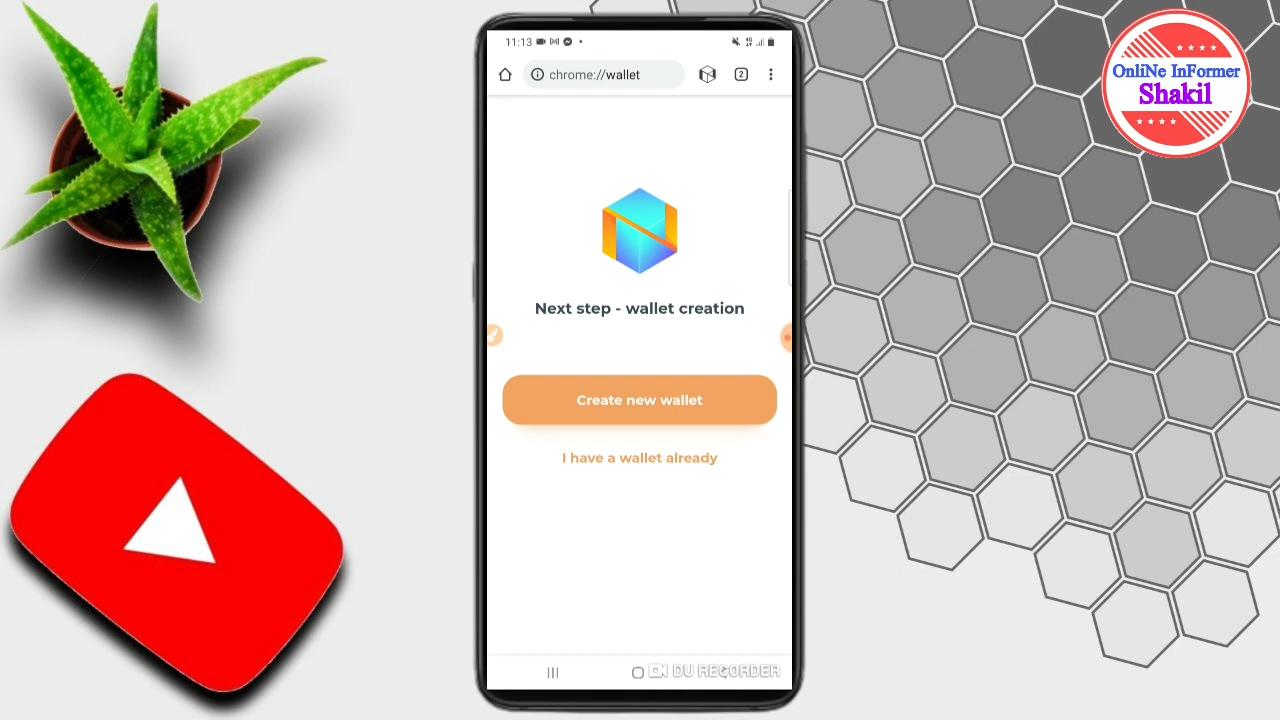 OnliNe InFormer
Shakil
11:13
chrome://wallet
2
Next step - wallet creation
Create new wallet
I have a wallet already
DU RECORDER